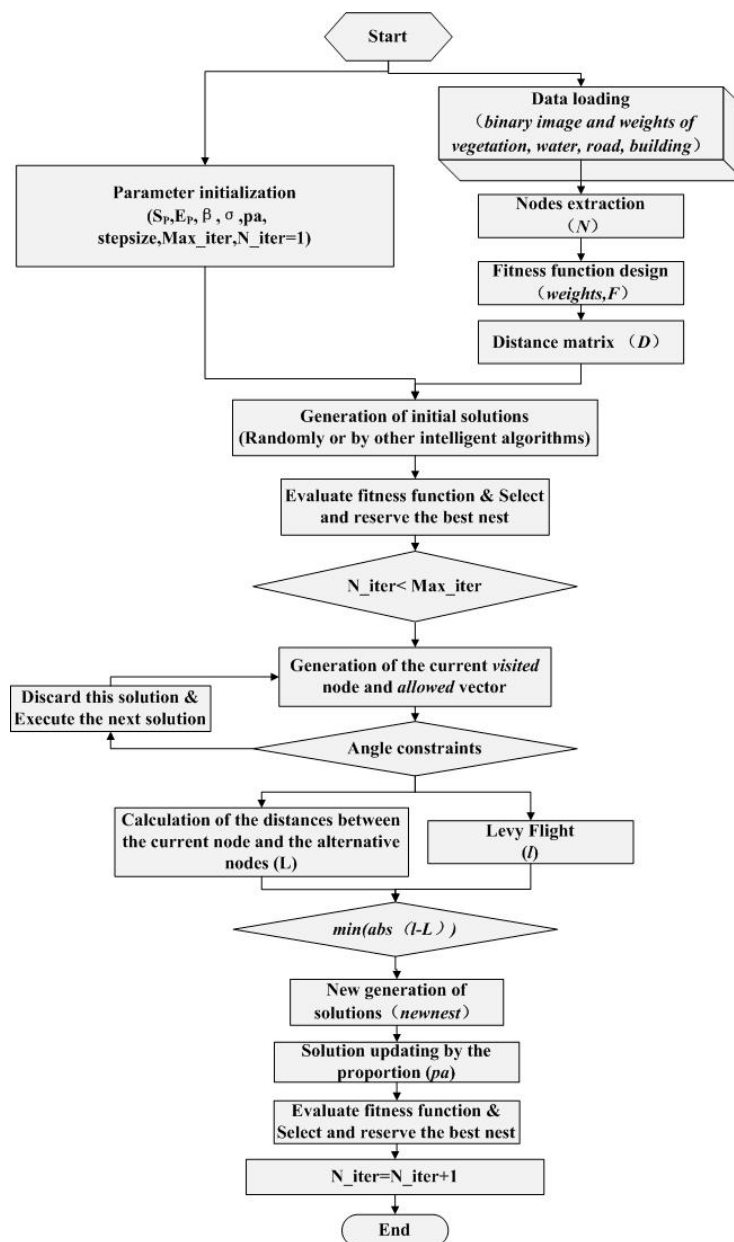 Start
Data loading
（binary image and weights of
vegetation, water, road, building）
Parameter initialization
(SP,EP,β,σ,pa,
stepsize,Max_iter,N_iter=1)
Nodes extraction
（N）
Fitness function design
（weights,F）
Distance matrix （D）
Generation of initial solutions
(Randomly or by other intelligent algorithms)
Evaluate fitness function & Select
and reserve the best nest
N_iter< Max_iter
Generation of the current visited
node and allowed vector
Discard this solution &
Execute the next solution
Angle constraints
Calculation of the distances between
the current node and the alternative
nodes (L)
Levy Flight
(l)
min(abs（l-L）)
New generation of
solutions（newnest）
Solution updating by the
proportion (pa)
Evaluate fitness function &
Select and reserve the best nest
N_iter=N_iter+1
End